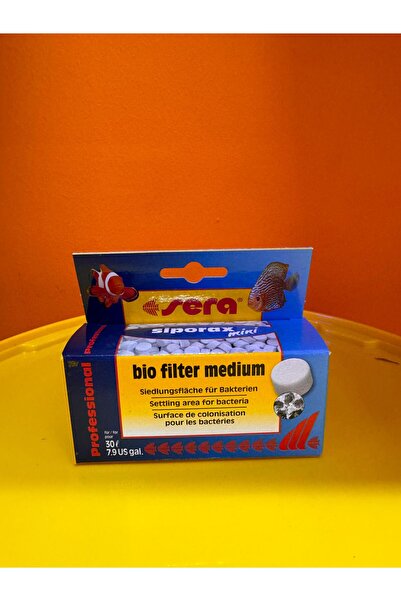 sera®
siporax mini
Professional
Professional
bio filter medium
Siedlungsfläche für Bakterien
Settling area for bacteria
Surface de colonisation
pour les bactéries
für / for
pour
30 ℓ
7.9 US gal.